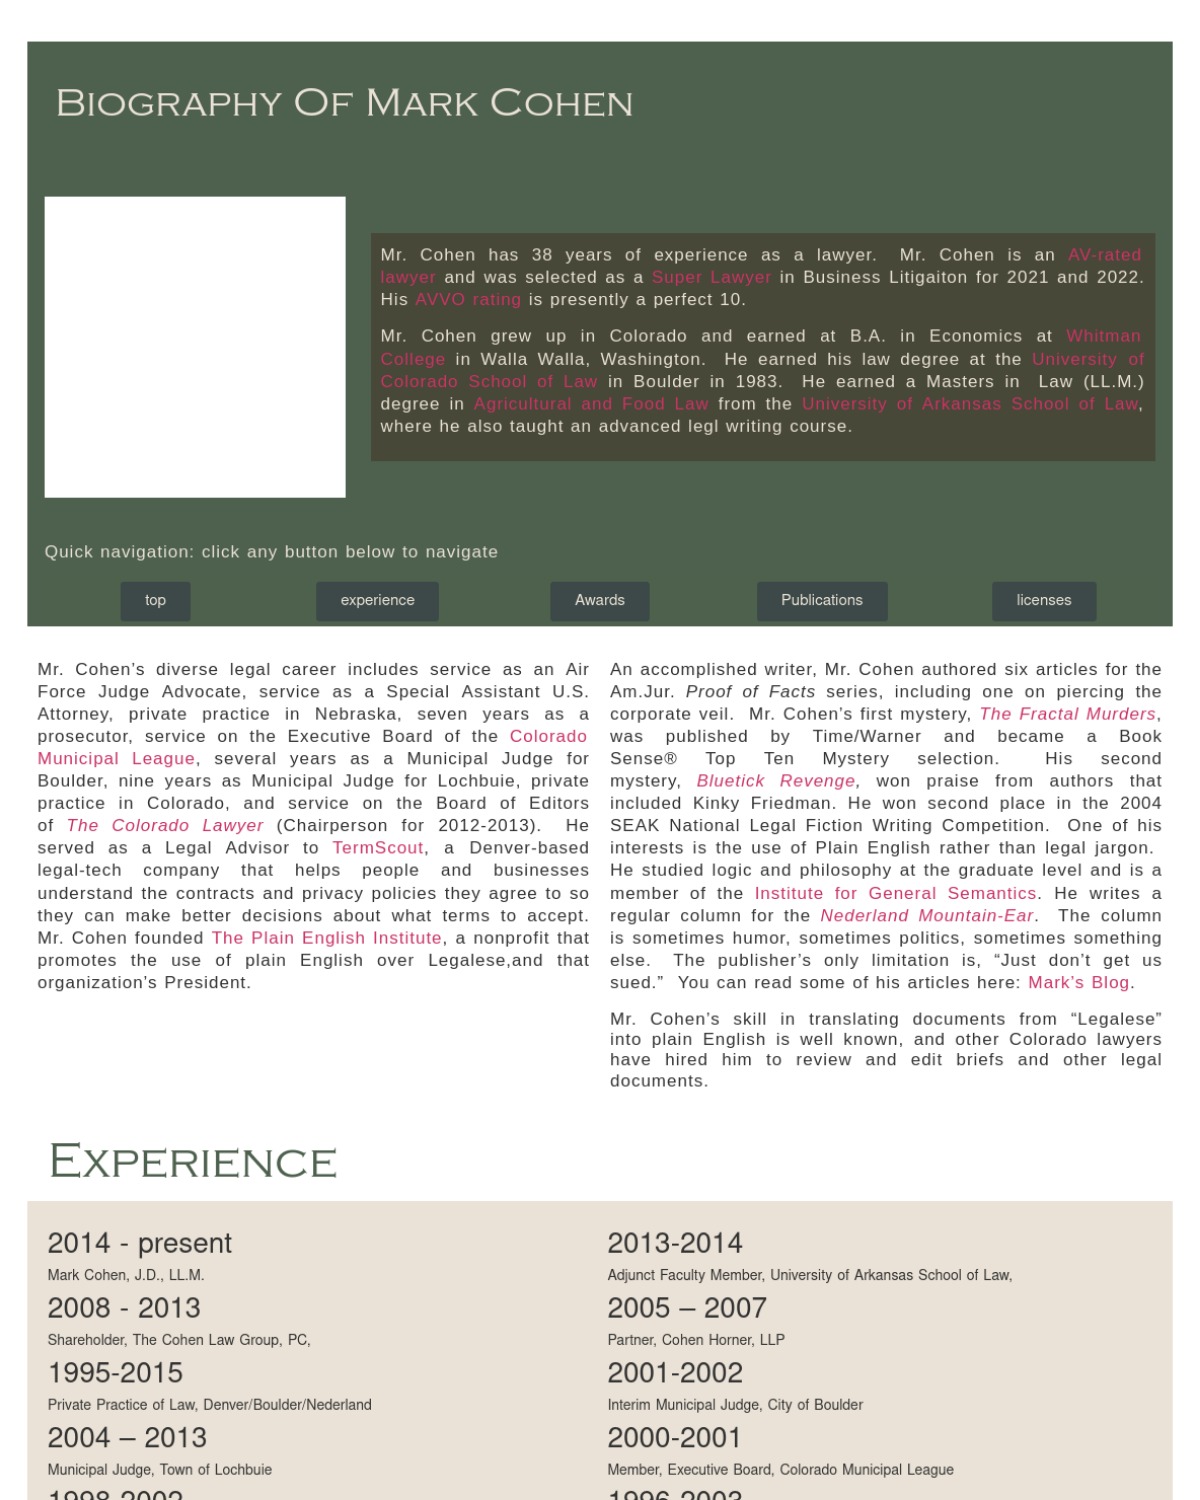 Biography Of Mark Cohen
Mr. Cohen has 38 years of experience as a lawyer.  Mr. Cohen is an AV-rated
lawyer and was selected as a Super Lawyer in Business Litigaiton for 2021 and 2022.
His AVVO rating is presently a perfect 10.
Mr. Cohen grew up in Colorado and earned at B.A. in Economics at Whitman
College in Walla Walla, Washington.  He earned his law degree at the University of
Colorado School of Law in Boulder in 1983.  He earned a Masters in  Law (LL.M.)
degree in Agricultural and Food Law from the University of Arkansas School of Law,
where he also taught an advanced legl writing course.
Quick navigation: click any button below to navigate
top
experience
Awards
Publications
licenses
Mr. Cohen’s diverse legal career includes service as an Air
Force Judge Advocate, service as a Special Assistant U.S.
Attorney, private practice in Nebraska, seven years as a
prosecutor, service on the Executive Board of the Colorado
Municipal League, several years as a Municipal Judge for
Boulder, nine years as Municipal Judge for Lochbuie, private
practice in Colorado, and service on the Board of Editors
of The Colorado Lawyer (Chairperson for 2012-2013).  He
served as a Legal Advisor to TermScout, a Denver-based
legal-tech company that helps people and businesses
understand the contracts and privacy policies they agree to so
they can make better decisions about what terms to accept.
Mr. Cohen founded The Plain English Institute, a nonprofit that
promotes the use of plain English over Legalese,and that
organization’s President.
An accomplished writer, Mr. Cohen authored six articles for the
Am.Jur. Proof of Facts series, including one on piercing the
corporate veil.  Mr. Cohen’s first mystery, The Fractal Murders,
was published by Time/Warner and became a Book
Sense® Top Ten Mystery selection.  His second
mystery, Bluetick Revenge, won praise from authors that
included Kinky Friedman. He won second place in the 2004
SEAK National Legal Fiction Writing Competition.  One of his
interests is the use of Plain English rather than legal jargon.
He studied logic and philosophy at the graduate level and is a
member of the Institute for General Semantics. He writes a
regular column for the Nederland Mountain-Ear.  The column
is sometimes humor, sometimes politics, sometimes something
else.  The publisher’s only limitation is, “Just don’t get us
sued.”  You can read some of his articles here: Mark’s Blog.
Mr. Cohen’s skill in translating documents from “Legalese”
into plain English is well known, and other Colorado lawyers
have hired him to review and edit briefs and other legal
documents.
Experience
2014 - present
Mark Cohen, J.D., LL.M.
2008 - 2013
Shareholder, The Cohen Law Group, PC,
1995-2015
Private Practice of Law, Denver/Boulder/Nederland
2004 – 2013
Municipal Judge, Town of Lochbuie
1998-2002
2013-2014
Adjunct Faculty Member, University of Arkansas School of Law,
2005 – 2007
Partner, Cohen Horner, LLP
2001-2002
Interim Municipal Judge, City of Boulder
2000-2001
Member, Executive Board, Colorado Municipal League
1996-2003